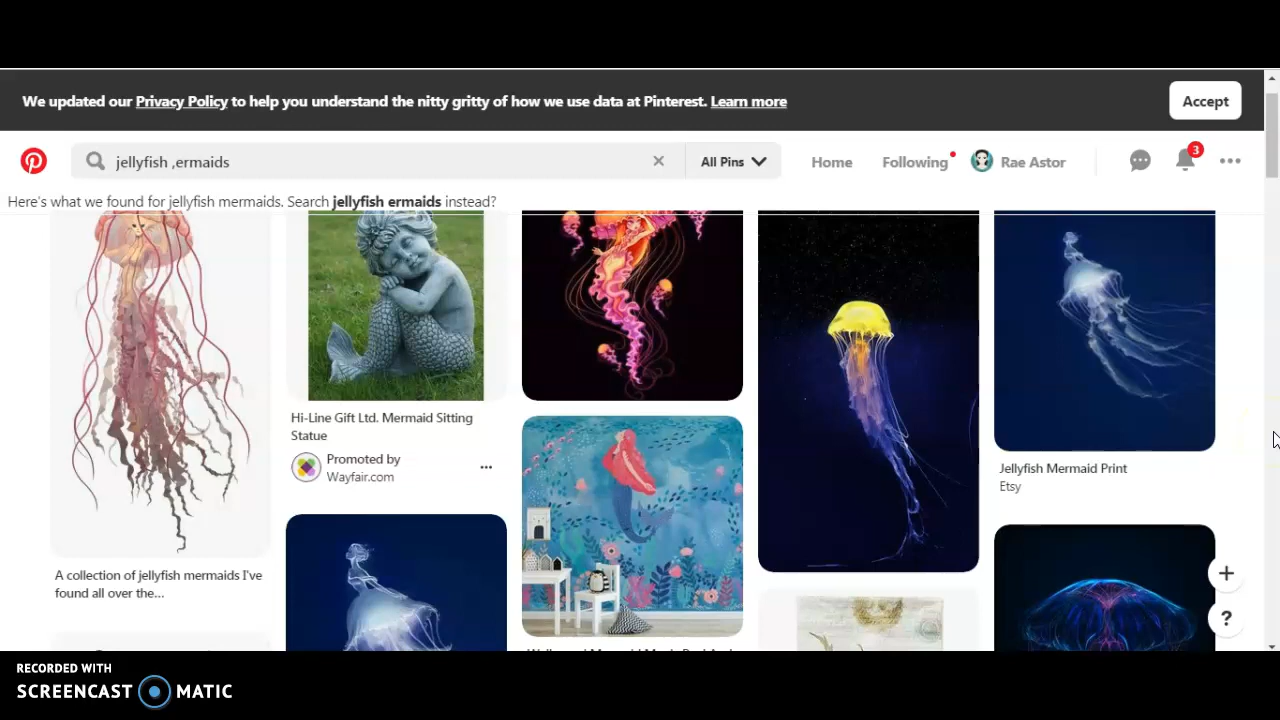 We updated our Privacy Policy to help you understand the nitty gritty of how we use data at Pinterest. Learn more
Accept
jellyfish ,ermaids
All Pins
Home
Following
Rae Astor
3
Here's what we found for jellyfish mermaids. Search jellyfish ermaids instead?
Hi-Line Gift Ltd. Mermaid Sitting
Statue
Promoted by
Wayfair.com
Jellyfish Mermaid Print
Etsy
A collection of jellyfish mermaids I've
found all over the...
+
?
RECORDED WITH
SCREENCAST MATIC